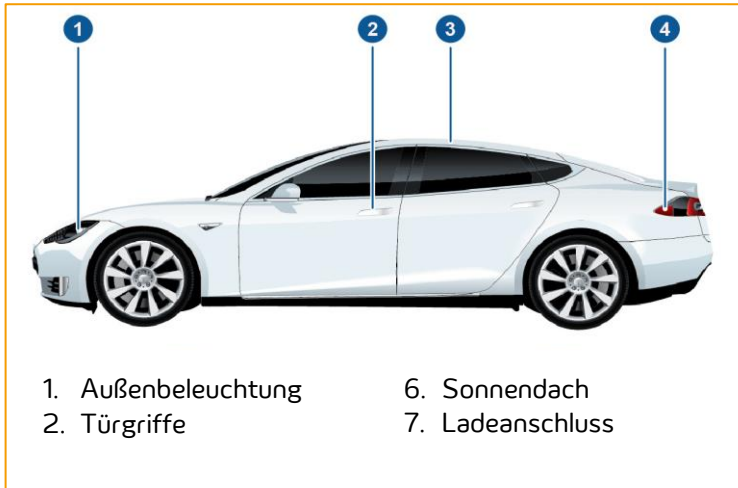 1 2 3 4
1. Außenbeleuchtung
2. Türgriffe
6. Sonnendach
7. Ladeanschluss